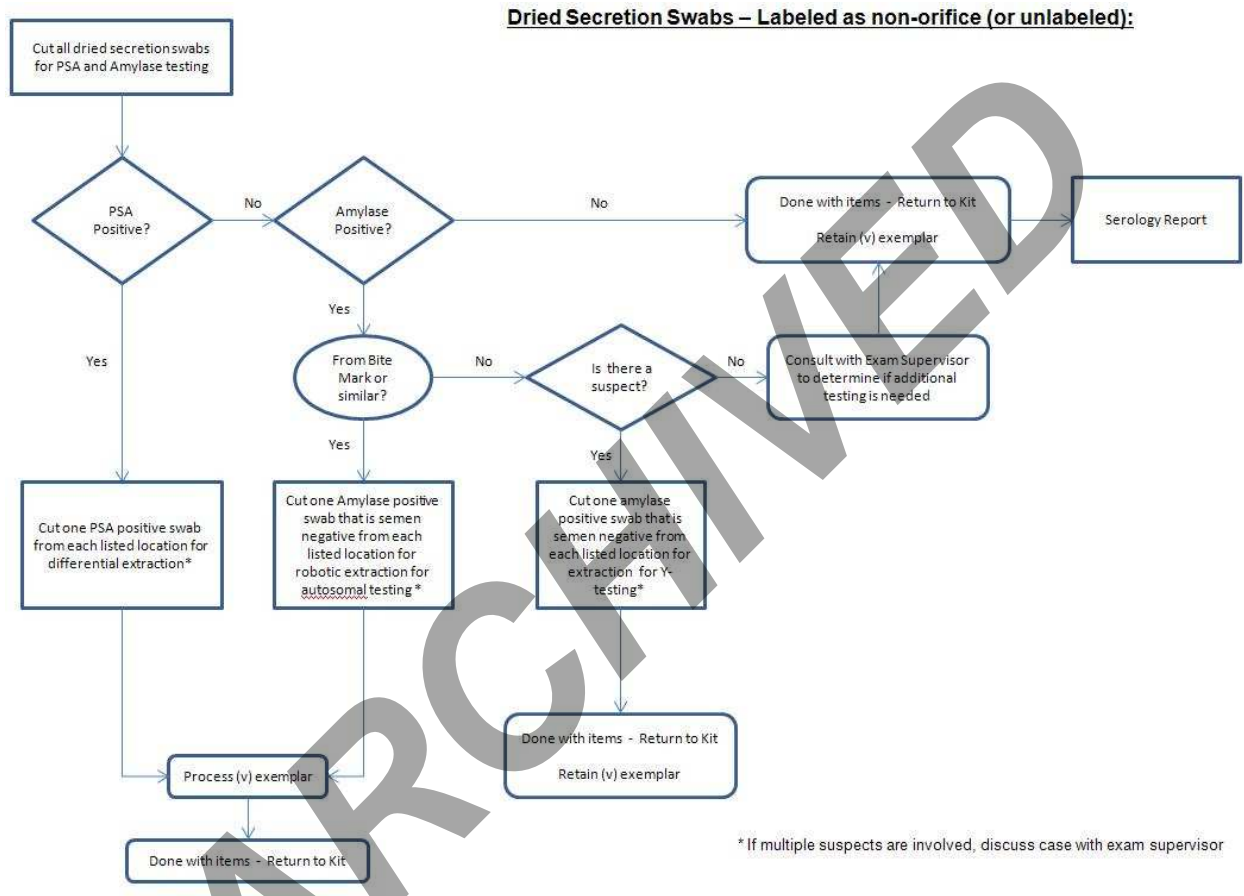 Dried Secretion Swabs – Labeled as non-orifice (or unlabeled):
Cut all dried secretion swabs
for PSA and Amylase testing
PSA
Positive?
No
Amylase
Positive?
No
Done with items - Return to Kit
Retain (v) exemplar
Serology Report
Yes
Yes
From Bite
Mark or
similar?
No
Is there a
suspect?
No
Consult with Exam Supervisor
to determine if additional
testing is needed
Yes
Yes
Cut one PSA positive swab
from each listed location for
differential extraction*
Cut one Amylase positive
swab that is semen
negative from each
listed location for
robotic extraction for
autosomal testing *
Cut one amylase
positive swab that is
semen negative from
each listed location for
extraction for Y-
testing*
Done with items - Return to Kit
Retain (v) exemplar
Process (v) exemplar
Done with items - Return to Kit
* If multiple suspects are involved, discuss case with exam supervisor
ARCHIVED